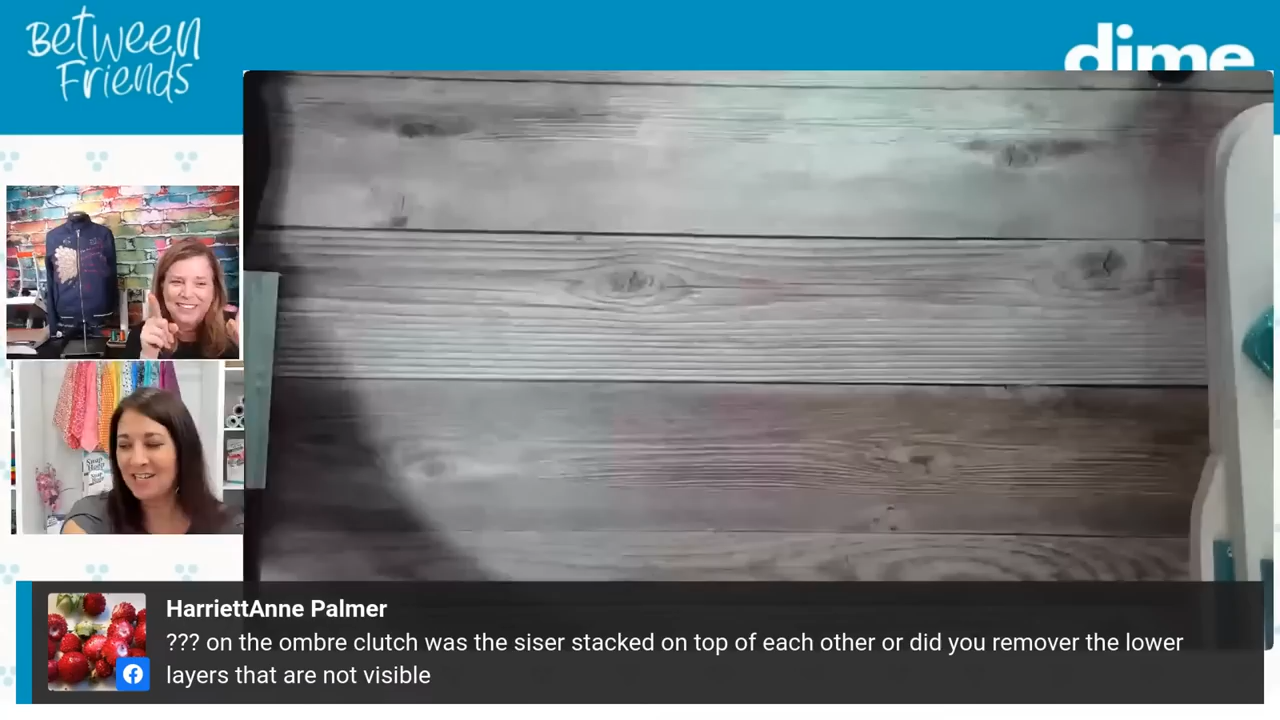 Between
Friends
dime
HarriettAnne Palmer
??? on the ombre clutch was the siser stacked on top of each other or did you remover the lower
layers that are not visible